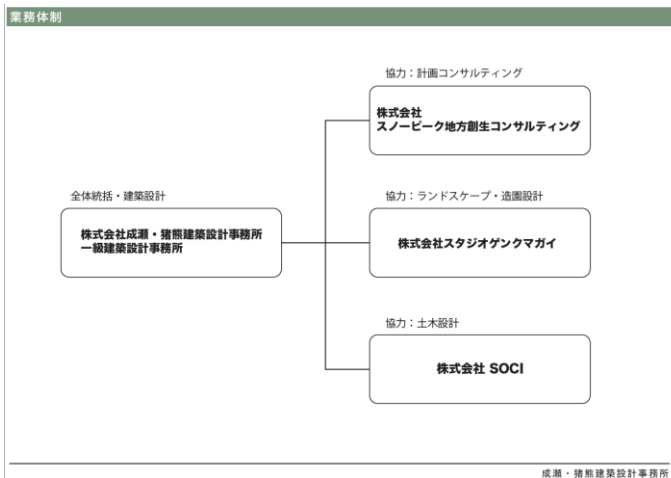 業務体制
協力：計画コンサルティング
株式会社
スノーピーク地方創生コンサルティング
全体統括・建築設計
株式会社成瀬・猪熊建築設計事務所
一級建築設計事務所
協力：ランドスケープ・造園設計
株式会社スタジオゲンクマガイ
協力：土木設計
株式会社 SOCI
成瀬・猪熊建築設計事務所